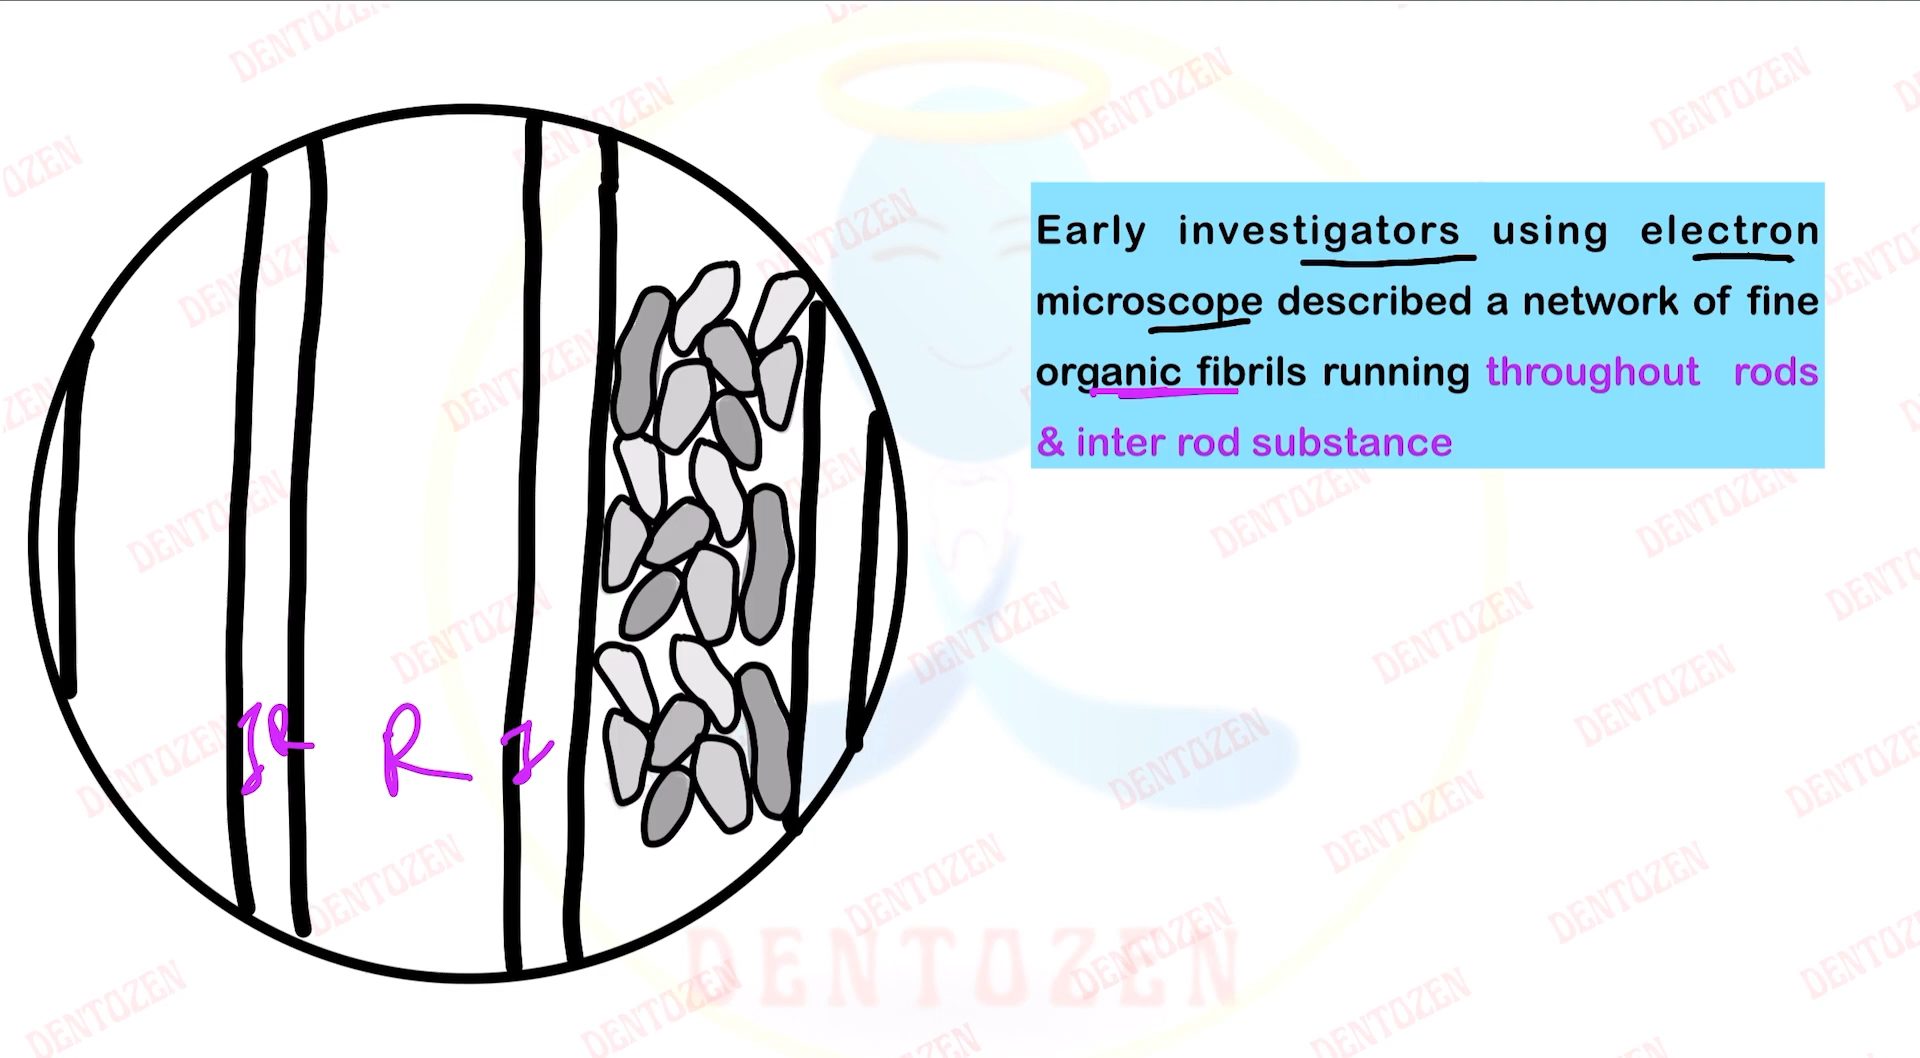 Early investigators using electron
microscope described a network of fine
organic fibrils running throughout rods
& inter rod substance
IR R I
DENTOZEN